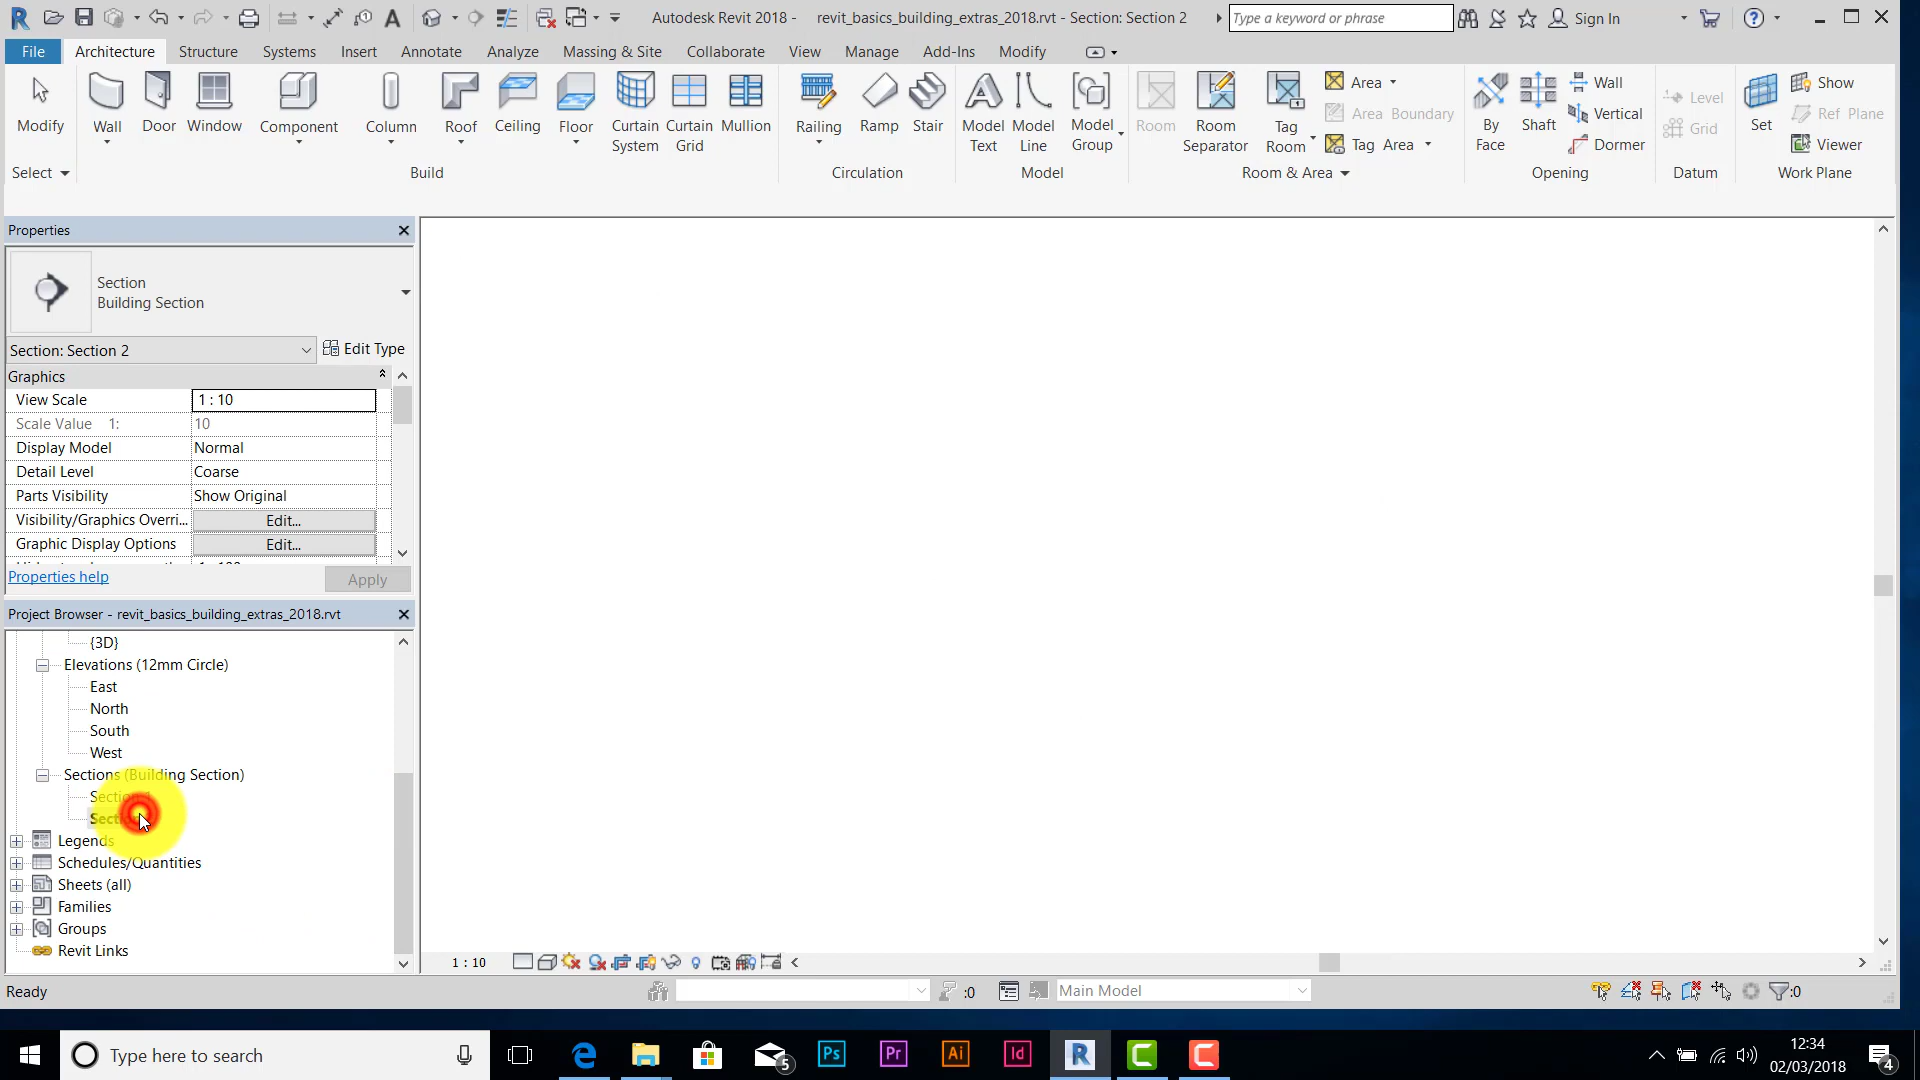 Autodesk Revit 2018 - revit_basics_building_extras_2018.rvt - Section: Section 2
Type a keyword or phrase
Sign In
File Architecture Structure Systems Insert Annotate Analyze Massing & Site Collaborate View Manage Add-Ins Modify
Modify
Wall
Door
Window
Component
Column
Roof
Ceiling
Floor
Curtain System
Curtain Grid
Mullion
Railing
Ramp
Stair
Model Text
Model Line
Model Group
Room
Room Separator
Tag Room
Area
Area Boundary
Tag Area
By Face
Shaft
Wall
Vertical
Dormer
Level
Grid
Set
Show
Ref Plane
Viewer
Select
Build
Circulation
Model
Room & Area
Opening
Datum
Work Plane
Properties
Section
Building Section
Section: Section 2
Edit Type
Graphics
View Scale 1 : 10
Scale Value 1: 10
Display Model Normal
Detail Level Coarse
Parts Visibility Show Original
Visibility/Graphics Overri... Edit...
Graphic Display Options Edit...
Properties help
Apply
Project Browser - revit_basics_building_extras_2018.rvt
{3D}
Elevations (12mm Circle)
East
North
South
West
Sections (Building Section)
Legends
Schedules/Quantities
Sheets (all)
Families
Groups
Revit Links
1 : 10
Ready
:0
Main Model
:0
Type here to search
5
Ps
Pr
Ai
Id
R
C
C
12:34
02/03/2018
4